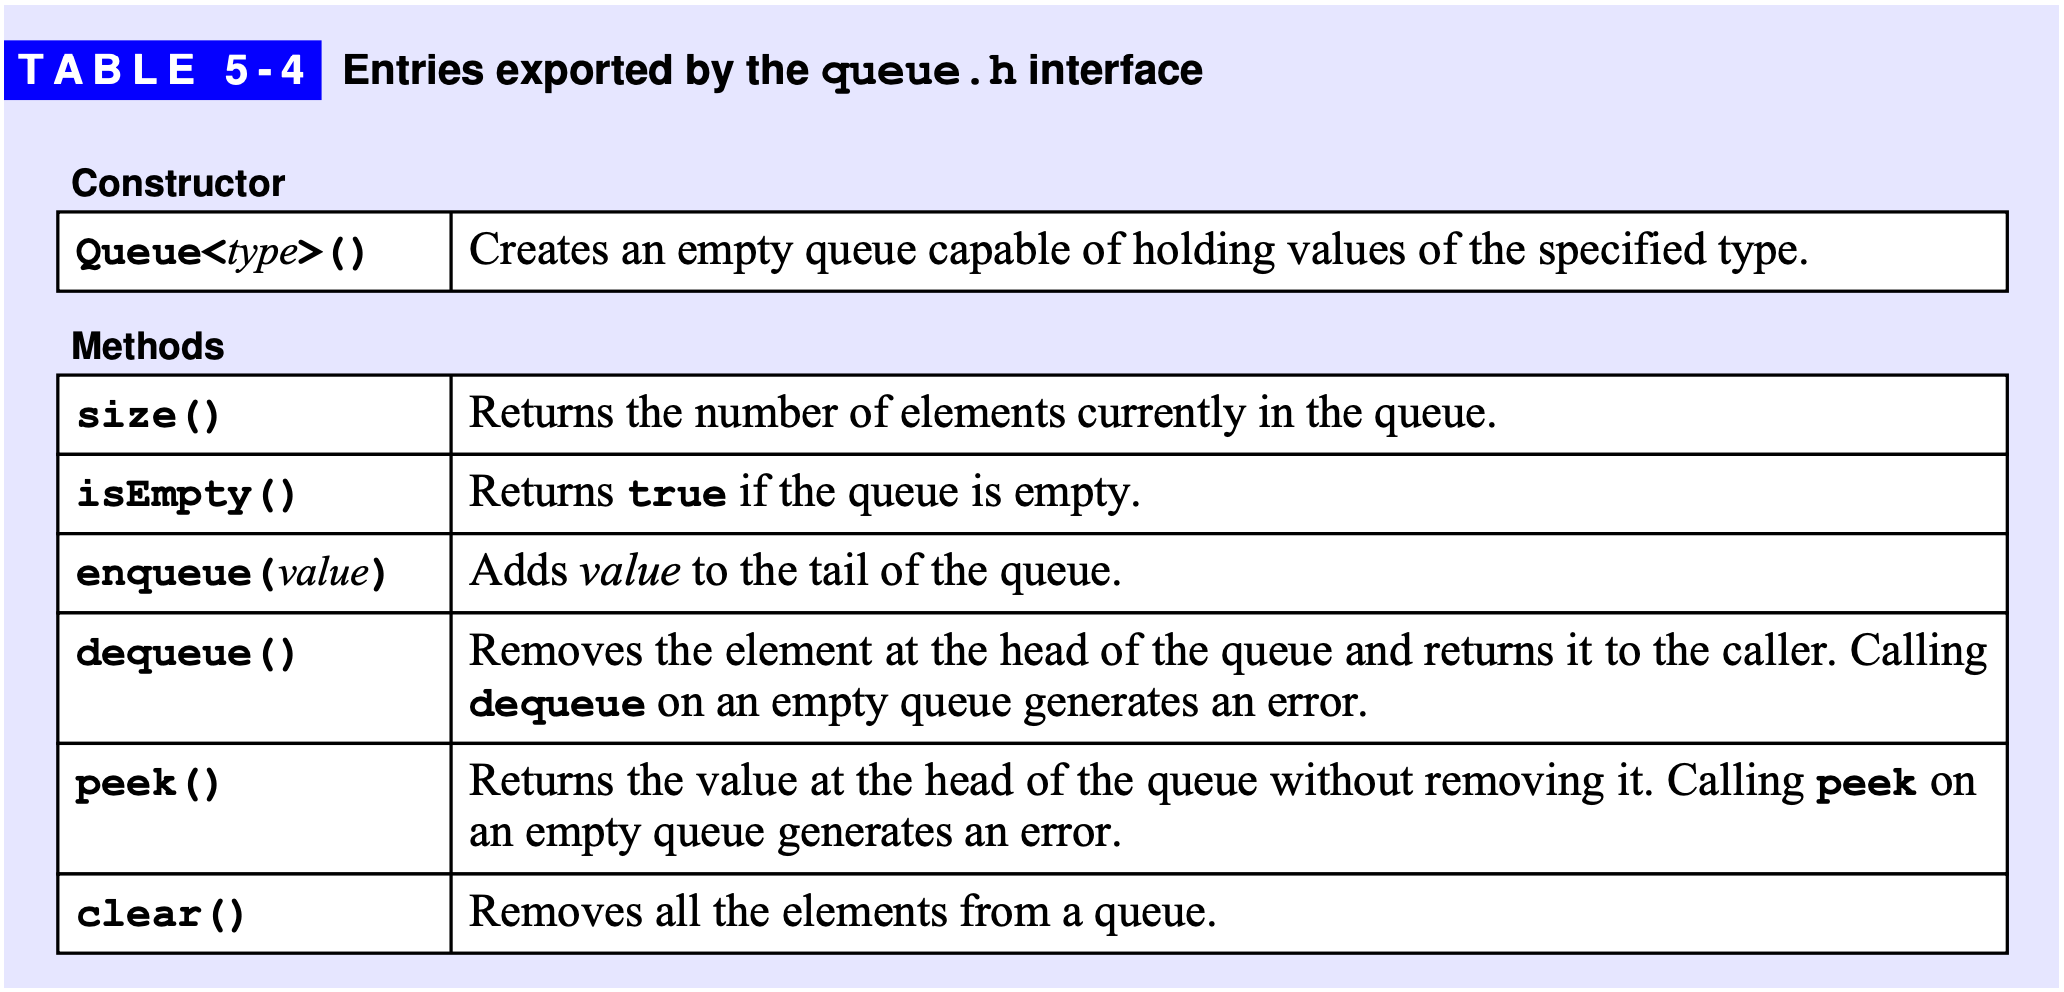 TABLE 5-4 Entries exported by the queue.h interface
Constructor
Queue<type>() Creates an empty queue capable of holding values of the specified type.
Methods
size() Returns the number of elements currently in the queue.
isEmpty() Returns true if the queue is empty.
enqueue(value) Adds value to the tail of the queue.
dequeue() Removes the element at the head of the queue and returns it to the caller. Calling
dequeue on an empty queue generates an error.
peek() Returns the value at the head of the queue without removing it. Calling peek on
an empty queue generates an error.
clear() Removes all the elements from a queue.